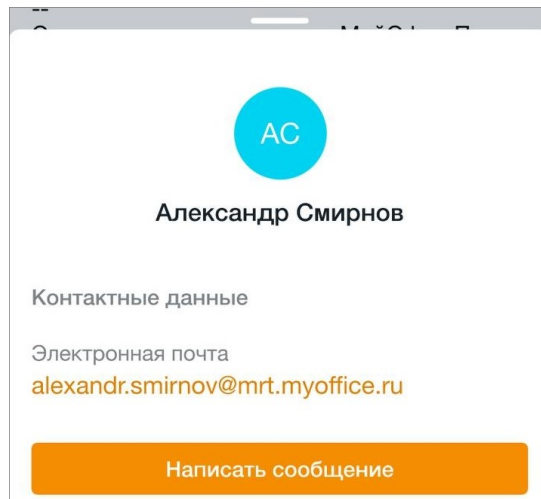 АС
Александр Смирнов
Контактные данные
Электронная почта
alexandr.smirnov@mrt.myoffice.ru
Написать сообщение